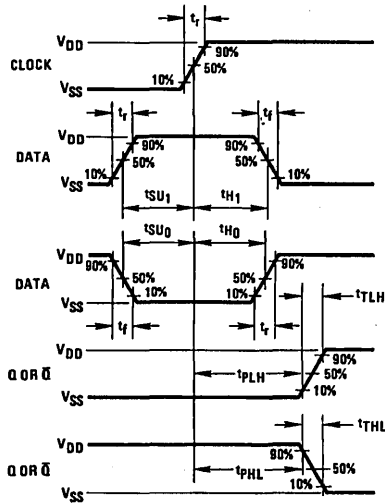 tr
VDD
90%
CLOCK
50%
10%
VSS
tr
tf
VDD
90%
90%
DATA
50%
50%
10%
10%
VSS
tSU1
tH1
tSU0
tH0
VDD
90%
90%
DATA
50%
50%
10%
10%
VSS
tTLH
tf
tr
VDD
90%
Q OR Q̅
tPLH
50%
10%
VSS
tTHL
VDD
90%
Q OR Q̅
tPHL
50%
10%
VSS